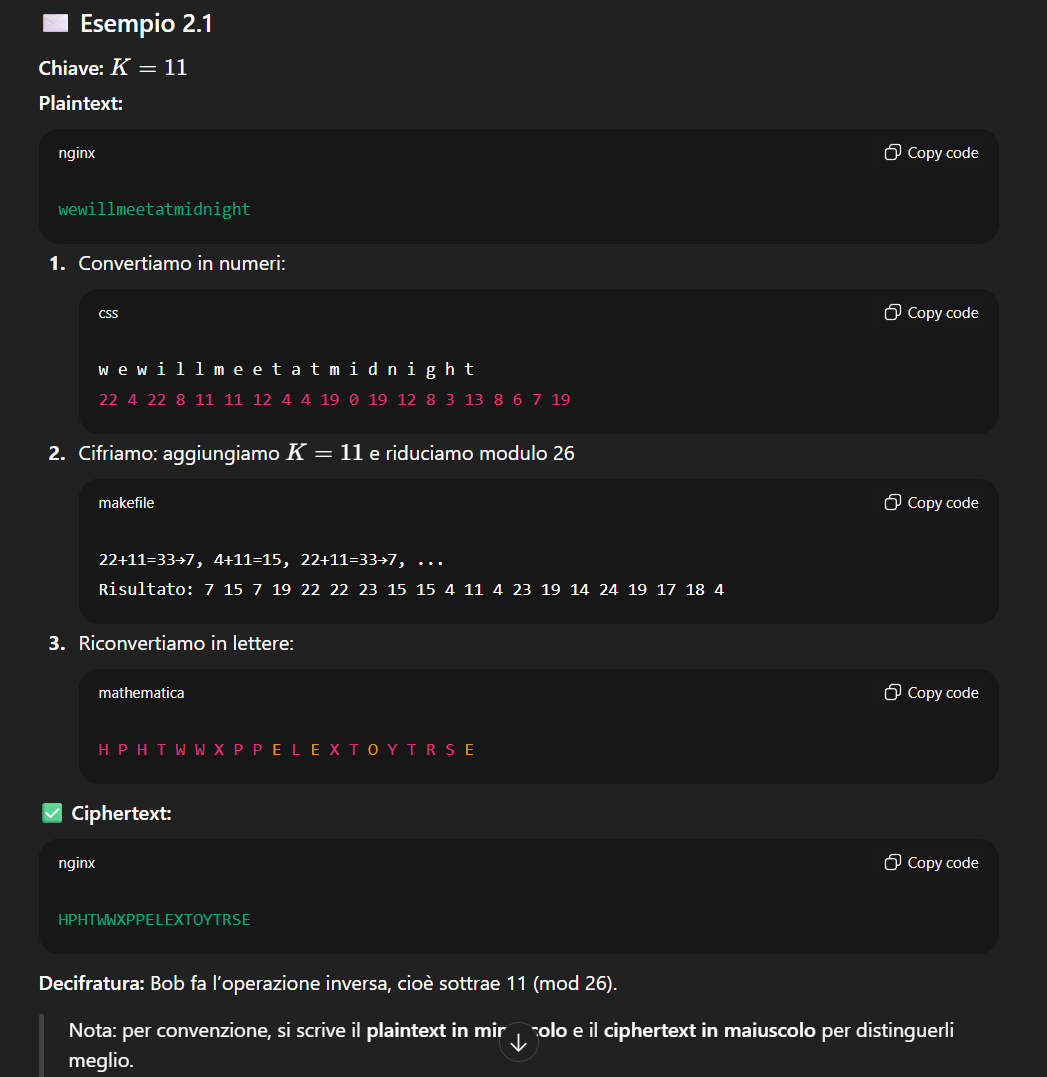 Esempio 2.1
Chiave: K = 11
Plaintext:
nginx Copy code
wewillmeetatmidnight
1. Convertiamo in numeri:
css Copy code
w e w i l l m e e t a t m i d n i g h t
22 4 22 8 11 11 12 4 4 19 0 19 12 8 3 13 8 6 7 19
2. Cifriamo: aggiungiamo K = 11 e riduciamo modulo 26
makefile Copy code
22+11=33→7, 4+11=15, 22+11=33→7, ...
Risultato: 7 15 7 19 22 22 23 15 15 4 11 4 23 19 14 24 19 17 18 4
3. Riconvertiamo in lettere:
mathematica Copy code
H P H T W W X P P E L E X T O Y T R S E
✅ Ciphertext:
nginx Copy code
HPHTWWXPPELEXTOYTRSE
Decifratura: Bob fa l’operazione inversa, cioè sottrae 11 (mod 26).
Nota: per convenzione, si scrive il plaintext in e il ciphertext in maiuscolo per distinguerli
meglio.